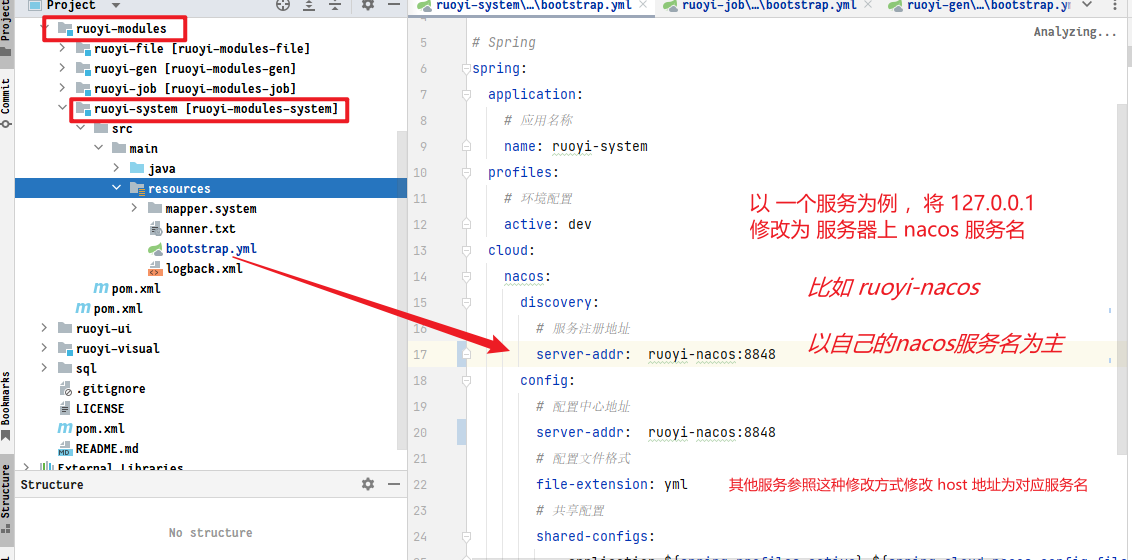 Project
ruoyi-system\...\bootstrap.yml
ruoyi-job\...\bootstrap.yml
ruoyi-gen\...\bootstrap.y
Project
Commit
Bookmarks
Structure
ruoyi-modules
ruoyi-file [ruoyi-modules-file]
ruoyi-gen [ruoyi-modules-gen]
ruoyi-job [ruoyi-modules-job]
ruoyi-system [ruoyi-modules-system]
src
main
java
resources
mapper.system
banner.txt
bootstrap.yml
logback.xml
pom.xml
pom.xml
ruoyi-ui
ruoyi-visual
sql
.gitignore
LICENSE
pom.xml
README.md
External Libraries
Structure
No structure
Analyzing...
5 # Spring
6 spring:
7 application:
8 # 应用名称
9 name: ruoyi-system
10 profiles:
11 # 环境配置
12 active: dev
13 cloud:
14 nacos:
15 discovery:
16 # 服务注册地址
17 server-addr: ruoyi-nacos:8848
18 config:
19 # 配置中心地址
20 server-addr: ruoyi-nacos:8848
21 # 配置文件格式
22 file-extension: yml
23 # 共享配置
24 shared-configs:
以 一个服务为例 ，将 127.0.0.1
修改为 服务器上 nacos 服务名
比如 ruoyi-nacos
以自己的nacos服务名为主
其他服务参照这种修改方式修改 host 地址为对应服务名